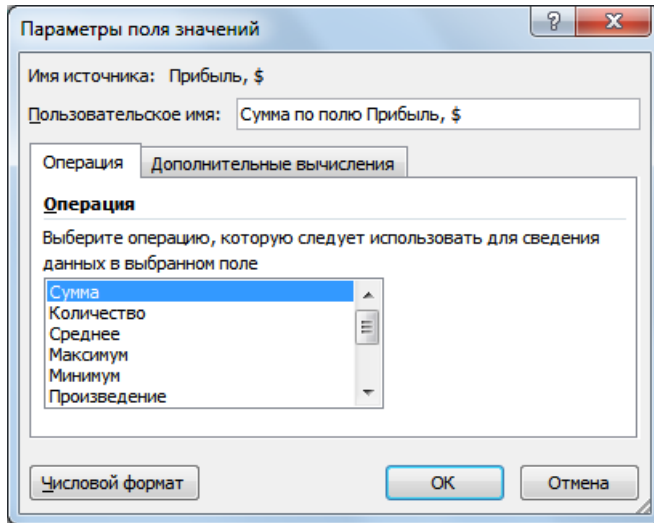 Параметры поля значений
?
Имя источника: Прибыль, $
Пользовательское имя: Сумма по полю Прибыль, $
Операция Дополнительные вычисления
Операция
Выберите операцию, которую следует использовать для сведения
данных в выбранном поле
Сумма
Количество
Среднее
Максимум
Минимум
Произведение
Числовой формат ОК Отмена